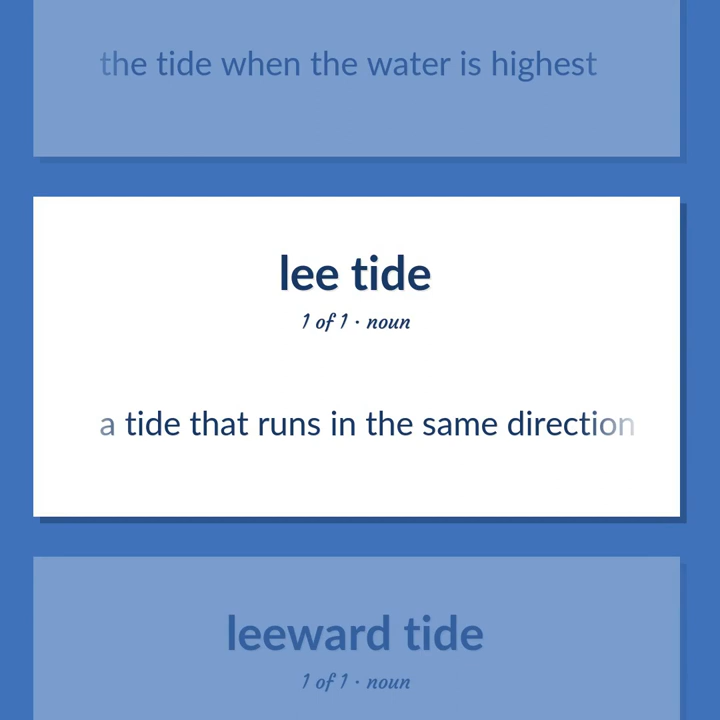 the tide when the water is highest
lee tide
1 of 1 · noun
a tide that runs in the same direction
leeward tide
1 of 1 · noun